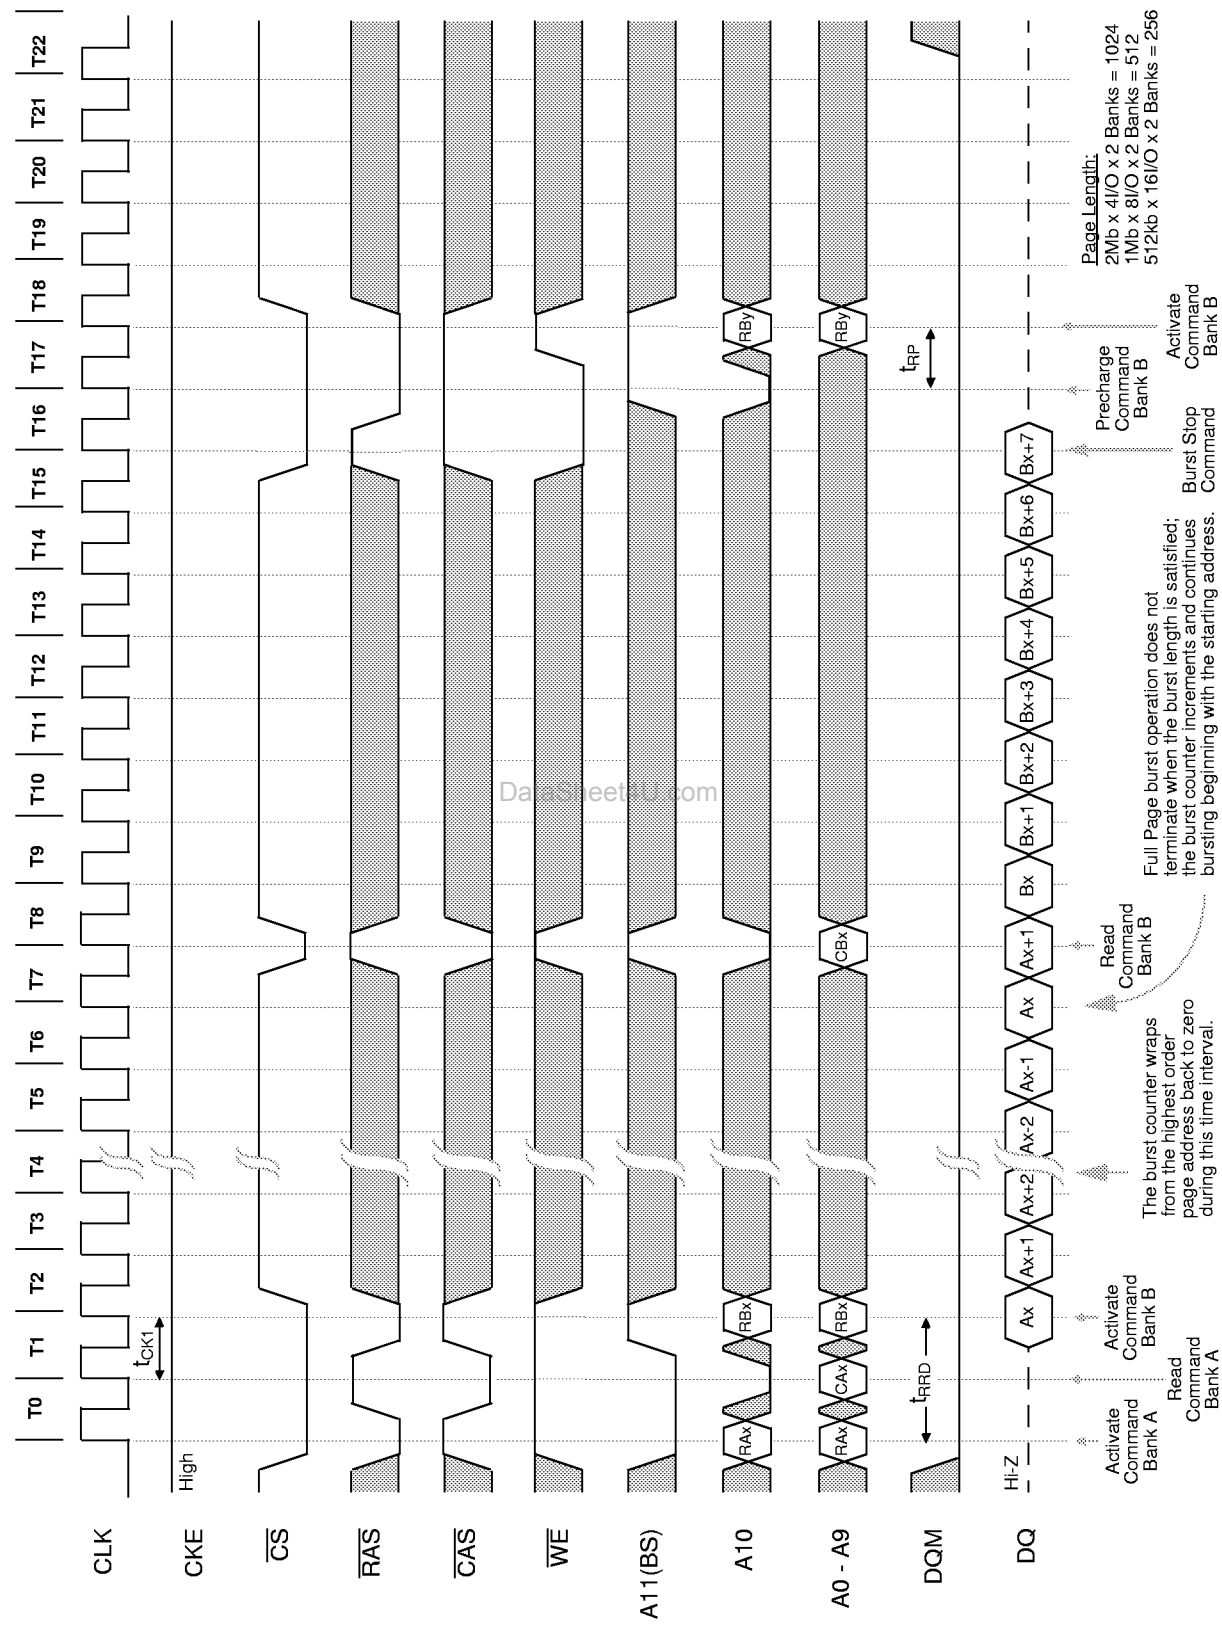 T0 T1 T2 T3 T4 T5 T6 T7 T8 T9 T10 T11 T12 T13 T14 T15 T16 T17 T18 T19 T20 T21 T22
CLK
tCK1
CKE
High
CS
RAS
CAS
WE
A11(BS)
A10
RAx RBx RBy
A0 - A9
RAx CAx RBx CBx RBy
DQM
tRRD tRP
DQ
Hi-Z
Ax Ax+1 Ax+2 Ax-2 Ax-1 Ax Ax+1 Bx Bx+1 Bx+2 Bx+3 Bx+4 Bx+5 Bx+6 Bx+7
Activate
Command
Bank A
Read
Command
Bank A
Activate
Command
Bank B
The burst counter wraps
from the highest order
page address back to zero
during this time interval.
Read
Command
Bank B
Full Page burst operation does not
terminate when the burst length is satisfied;
the burst counter increments and continues
bursting beginning with the starting address.
Burst Stop
Command
Precharge
Command
Bank B
Activate
Command
Bank B
Page Length:
2Mb x 4I/O x 2 Banks = 1024
1Mb x 8I/O x 2 Banks = 512
512kb x 16I/O x 2 Banks = 256
DataSheet4U.com